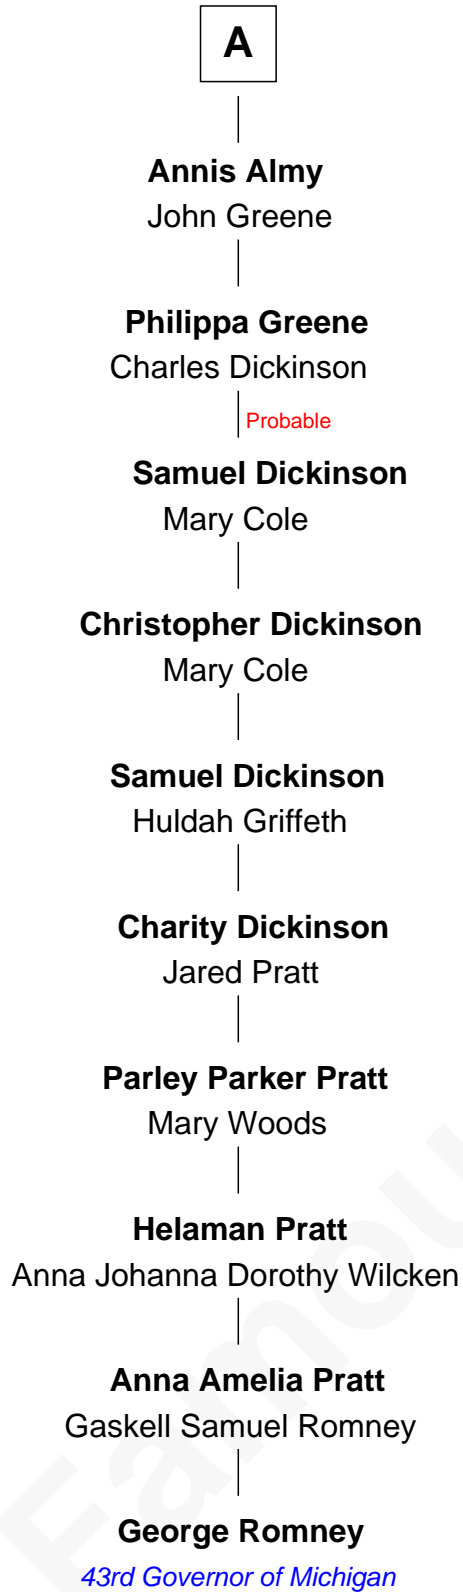 A
Annis Almy
John Greene
Philippa Greene
Charles Dickinson
Probable
Samuel Dickinson
Mary Cole
Christopher Dickinson
Mary Cole
Samuel Dickinson
Huldah Griffeth
Charity Dickinson
Jared Pratt
Parley Parker Pratt
Mary Woods
Helaman Pratt
Anna Johanna Dorothy Wilcken
Anna Amelia Pratt
Gaskell Samuel Romney
George Romney
43rd Governor of Michigan
Famou